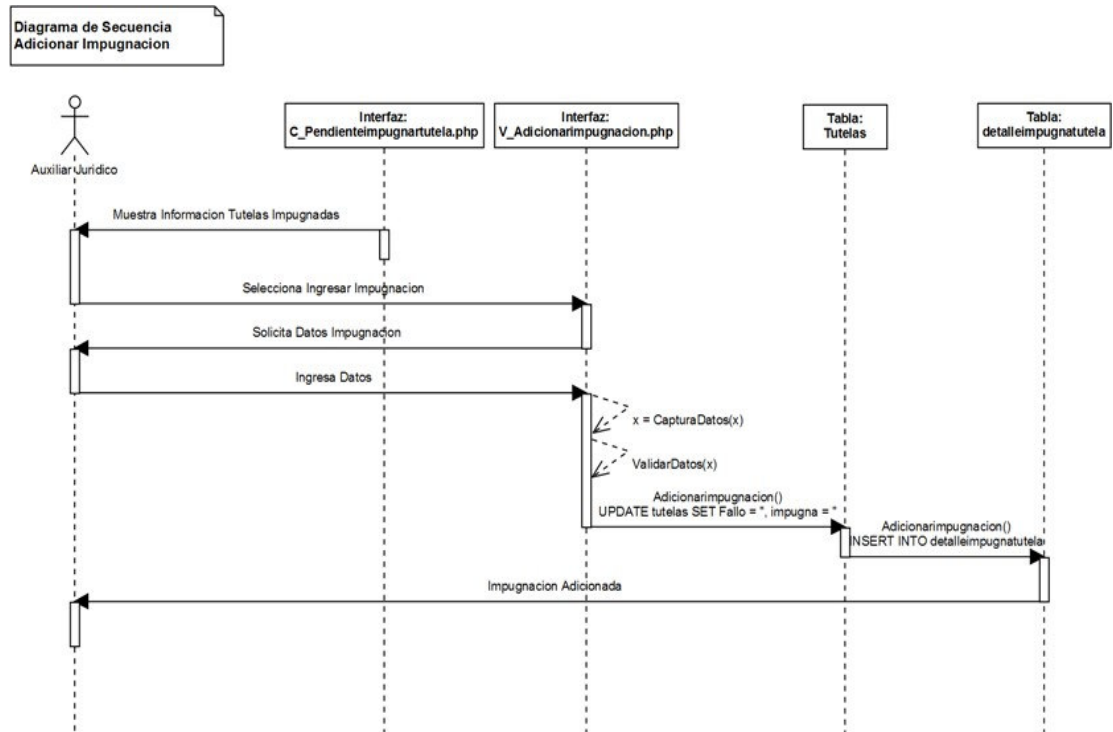 Diagrama de Secuencia
Adicionar Impugnacion
Auxiliar Juridico
Interfaz:
C_Pendienteimpugnartutela.php
Interfaz:
V_Adicionarimpugnacion.php
Tabla:
Tutelas
Tabla:
detalleimpugnatutela
Muestra Informacion Tutelas Impugnadas
Selecciona Ingresar Impugnacion
Solicita Datos Impugnacion
Ingresa Datos
x = CapturaDatos(x)
ValidarDatos(x)
Adicionarimpugnacion()
UPDATE tutelas SET Fallo = '', impugna = ''
Adicionarimpugnacion()
INSERT INTO detalleimpugnatutela
Impugnacion Adicionada